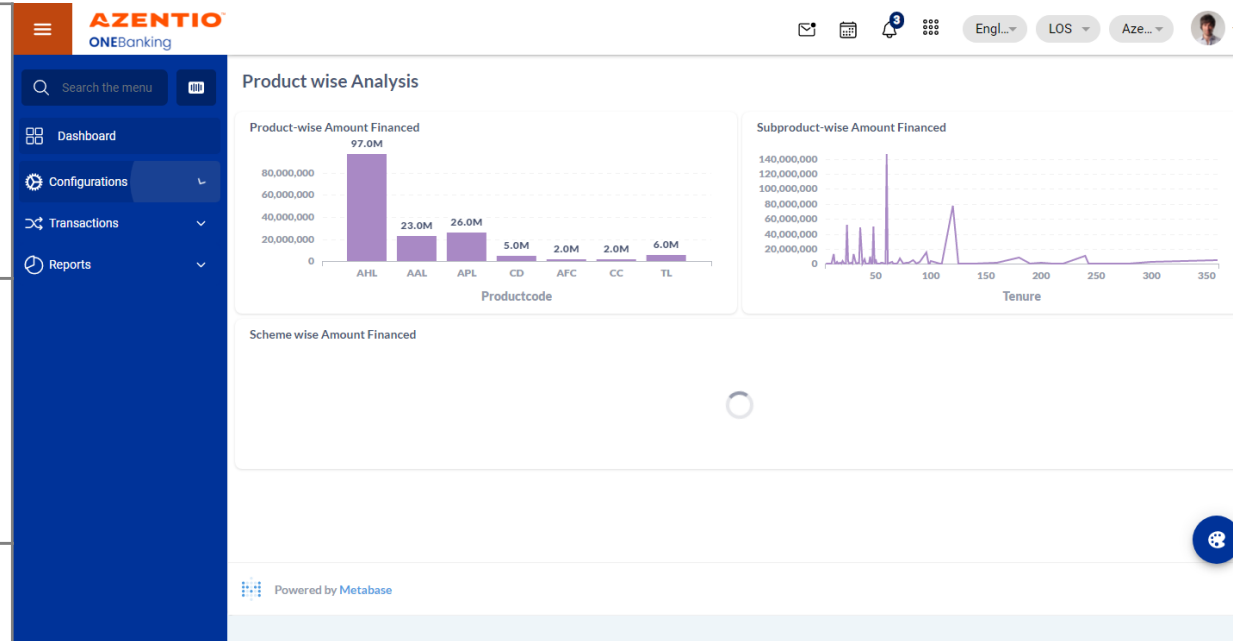 AZENTIO
ONEBanking
3
Engl...
LOS
Aze...
Search the menu
Dashboard
Configurations
Transactions
Reports
Product wise Analysis
Product-wise Amount Financed
97.0M
80,000,000
60,000,000
40,000,000
20,000,000
0
23.0M
26.0M
5.0M
2.0M
2.0M
6.0M
AHL
AAL
APL
CD
AFC
CC
TL
Productcode
Subproduct-wise Amount Financed
140,000,000
120,000,000
100,000,000
80,000,000
60,000,000
40,000,000
20,000,000
0
50
100
150
200
250
300
350
Tenure
Scheme wise Amount Financed
Powered by Metabase